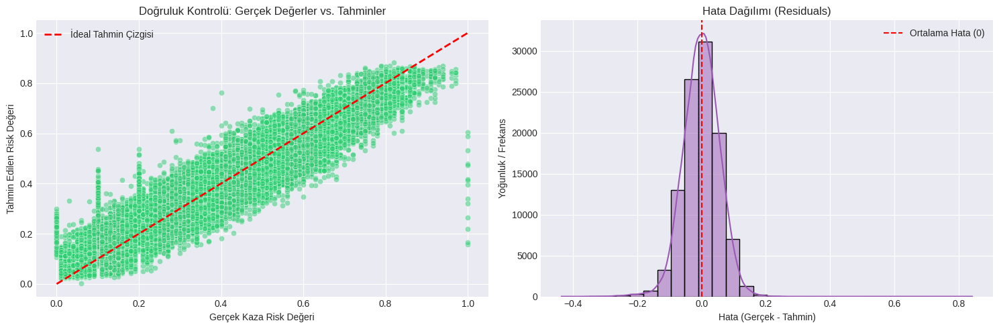 Doğruluk Kontrolü: Gerçek Değerler vs. Tahminler
İdeal Tahmin Çizgisi
Tahmin Edilen Risk Değeri
1.0
0.8
0.6
0.4
0.2
0.0
0.0 0.2 0.4 0.6 0.8 1.0
Gerçek Kaza Risk Değeri
Hata Dağılımı (Residuals)
Ortalama Hata (0)
Yoğunluk / Frekans
30000
25000
20000
15000
10000
5000
0
−0.4 −0.2 0.0 0.2 0.4 0.6 0.8
Hata (Gerçek - Tahmin)